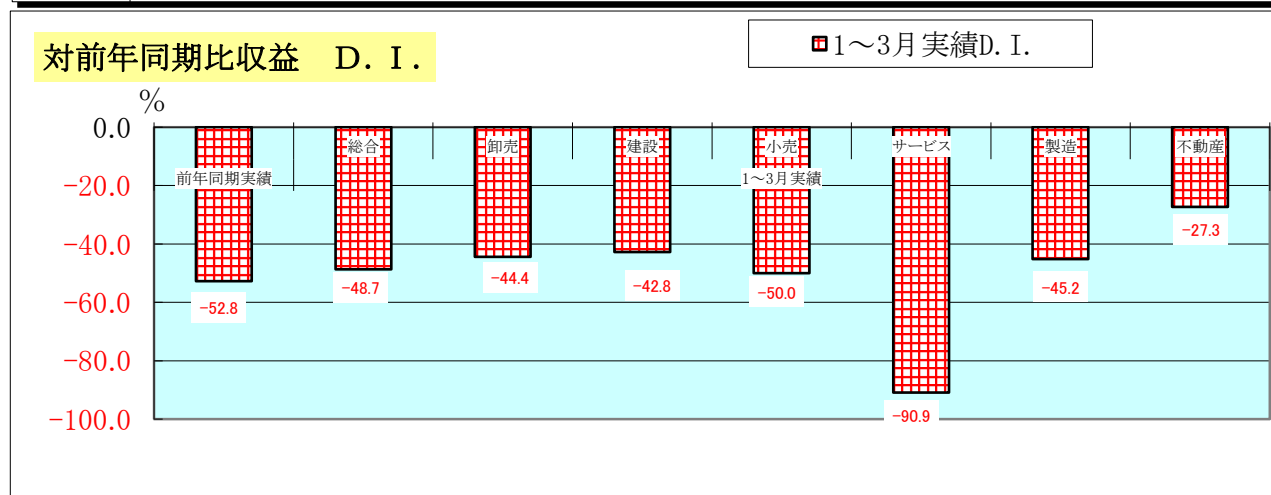 対前年同期比収益　Ｄ．Ｉ．
1～3月実績D.I.
%
0.0
-20.0
-40.0
-60.0
-80.0
-100.0
総合
卸売
建設
小売
サービス
製造
不動産
前年同期実績
1～3月実績
-52.8
-48.7
-44.4
-42.8
-50.0
-90.9
-45.2
-27.3